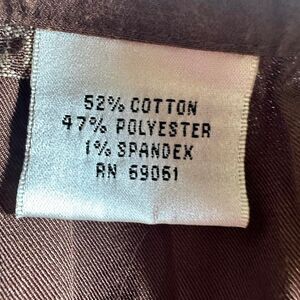 52% COTTON
47% POLYESTER
1% SPANDEX
RN 69061